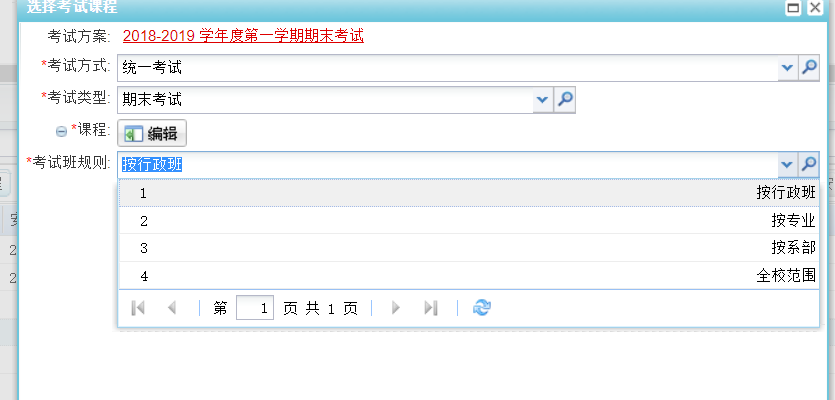 选择考试课程
考试方案: 2018-2019 学年度第一学期期末考试
*考试方式: 统一考试
*考试类型: 期末考试
*课程: 编辑
*考试班规则: 按行政班
1 按行政班
2 按专业
3 按系部
4 全校范围
第 1 页 共 1 页